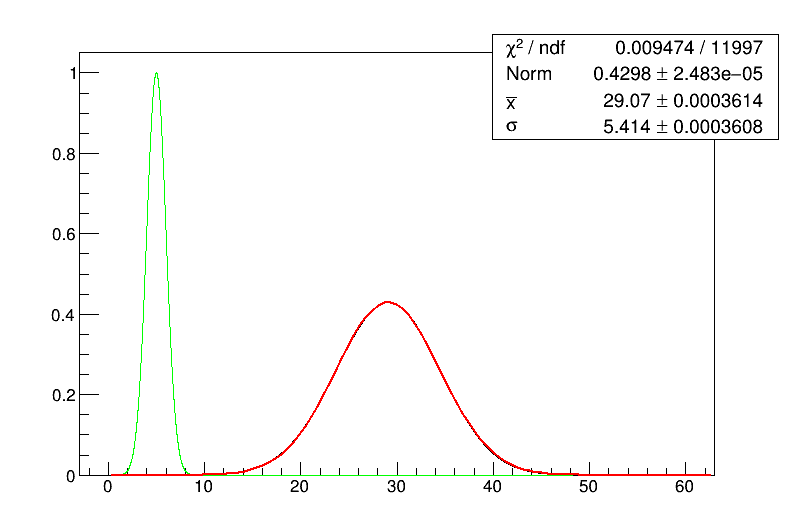 χ² / ndf 0.009474 / 11997
Norm 0.4298 ± 2.483e−05
x̅ 29.07 ± 0.0003614
σ 5.414 ± 0.0003608
1
0.8
0.6
0.4
0.2
0
0 10 20 30 40 50 60